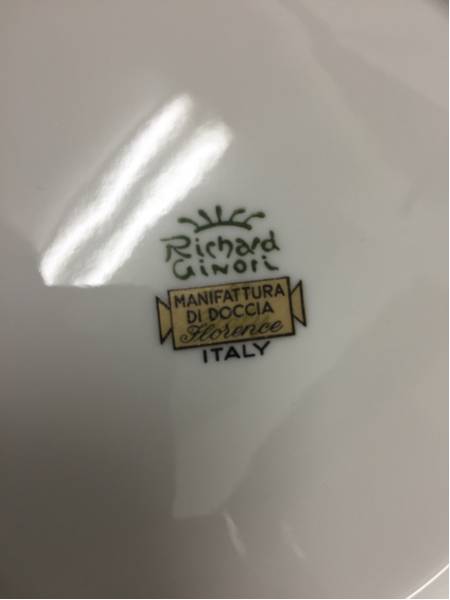 Richard
GINORI
MANIFATTURA
DI DOCCIA
Florence
ITALY